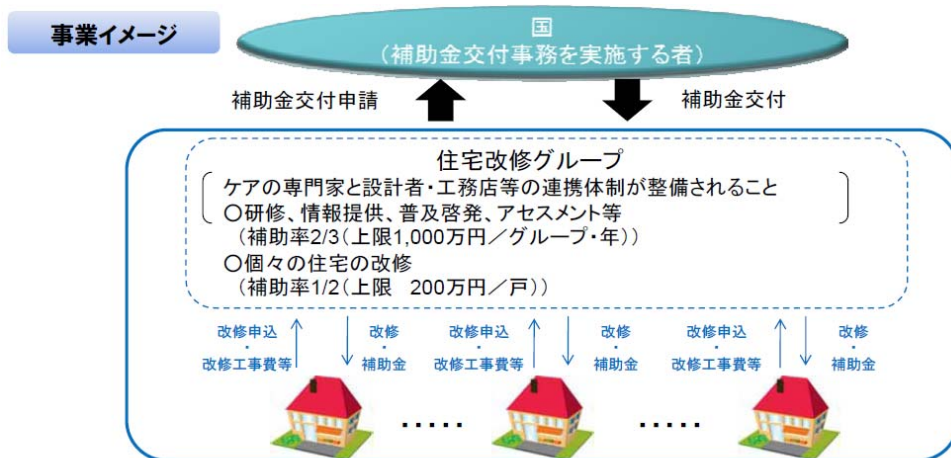 事業イメージ
国
(補助金交付事務を実施する者)
補助金交付申請
補助金交付
住宅改修グループ
ケアの専門家と設計者・工務店等の連携体制が整備されること
○研修、情報提供、普及啓発、アセスメント等
(補助率2/3(上限1,000万円/グループ・年))
○個々の住宅の改修
(補助率1/2(上限 200万円/戸))
改修申込
・
改修工事費等
改修
・
補助金
改修申込
・
改修工事費等
改修
・
補助金
改修申込
・
改修工事費等
改修
・
補助金
・・・・・
・・・・・